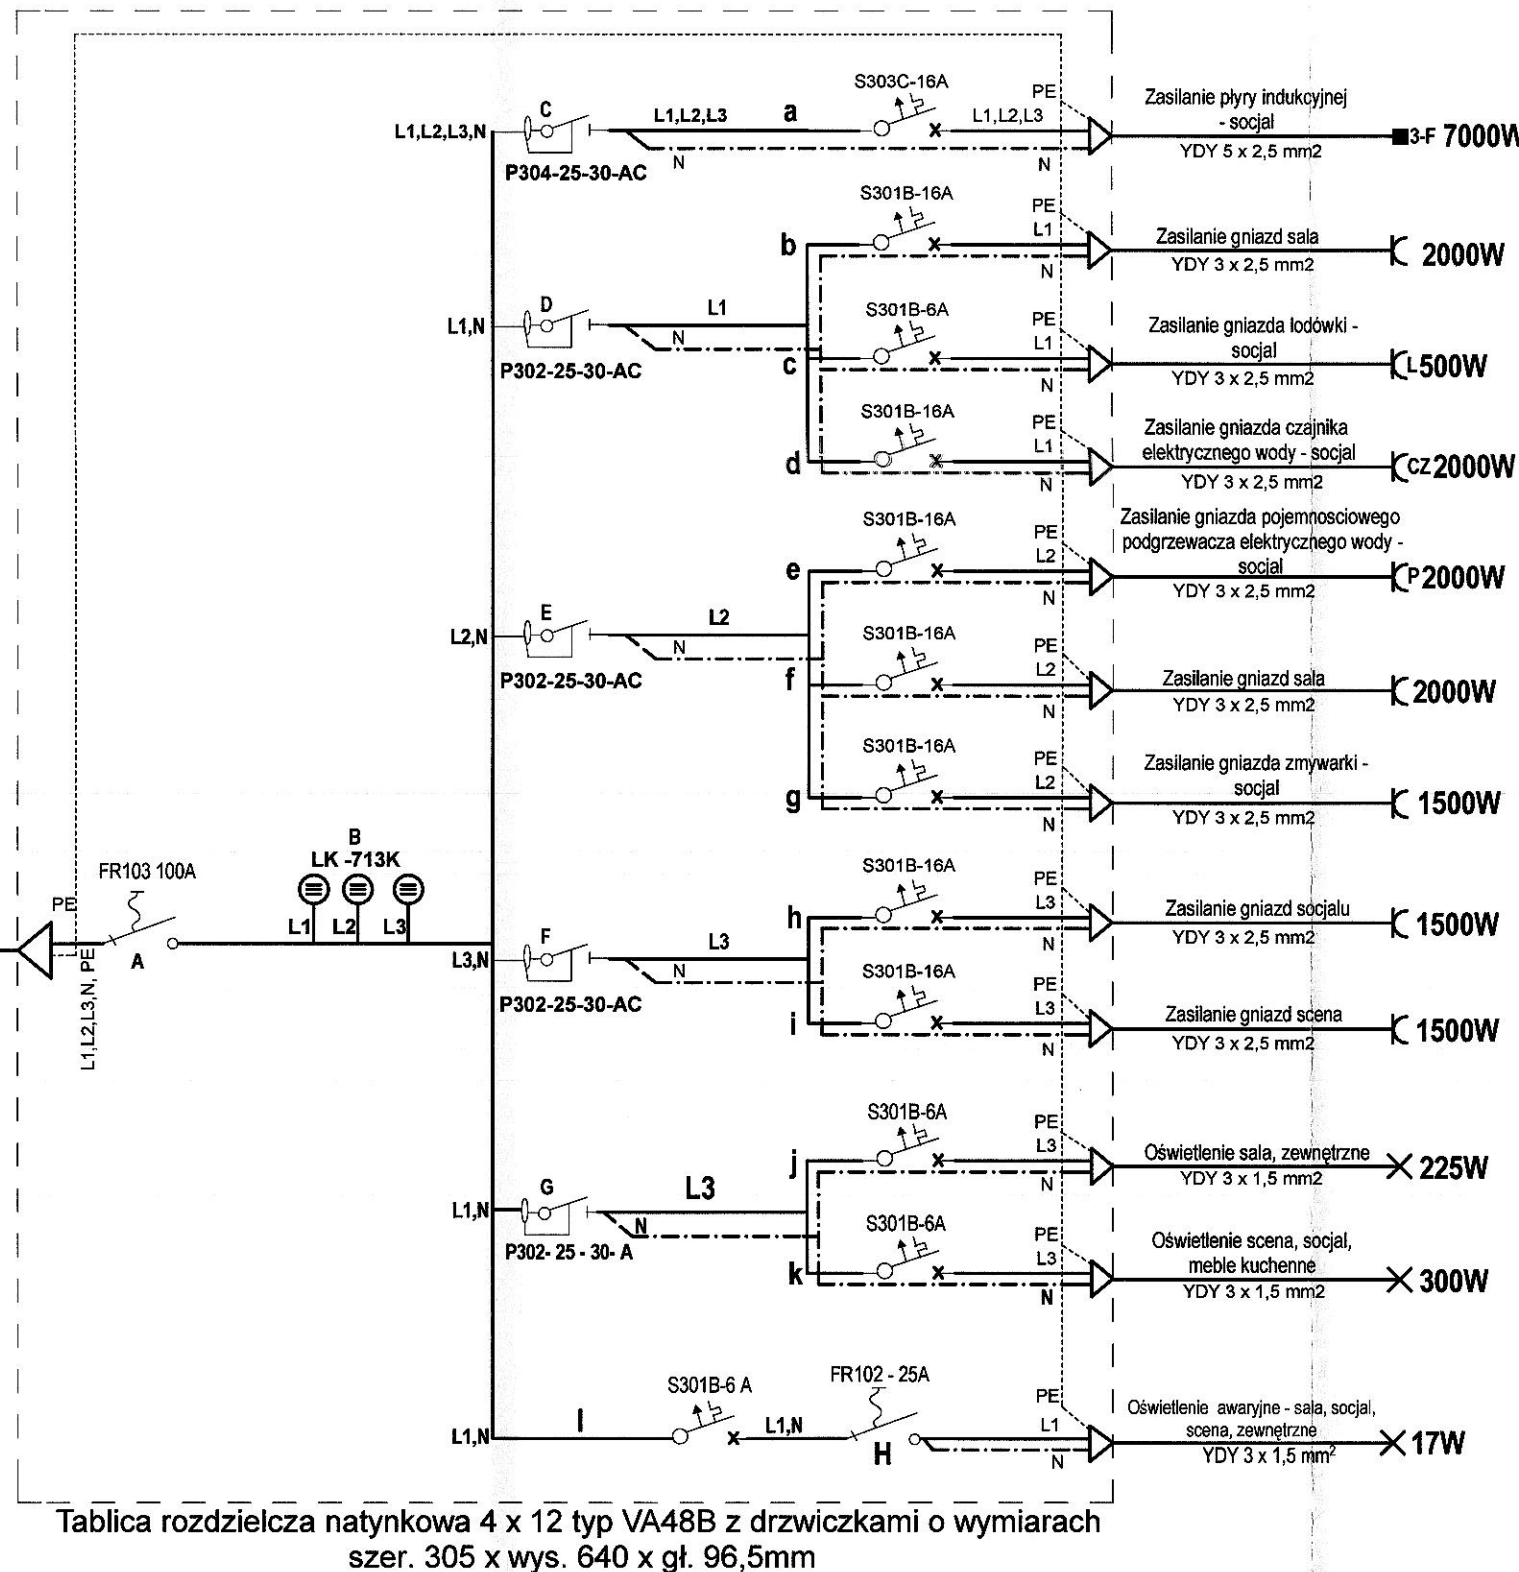 S303C-16A
PE
Zasilanie płyry indukcyjnej
- socjal
C
L1,L2,L3
a
L1,L2,L3
L1,L2,L3,N
3-F 7000W
YDY 5 x 2,5 mm2
N
N
P304-25-30-AC
S301B-16A
PE
L1
b
Zasilanie gniazd sala
2000W
YDY 3 x 2,5 mm2
N
D
L1
S301B-6A
PE
L1
Zasilanie gniazda lodówki -
socjal
L1,N
N
c
L500W
P302-25-30-AC
YDY 3 x 2,5 mm2
N
S301B-16A
PE
L1
Zasilanie gniazda czajnika
elektrycznego wody - socjal
d
CZ2000W
YDY 3 x 2,5 mm2
N
S301B-16A
PE
L2
Zasilanie gniazda pojemnosciowego
podgrzewacza elektrycznego wody -
socjal
e
P2000W
YDY 3 x 2,5 mm2
N
E
L2
L2,N
N
P302-25-30-AC
S301B-16A
PE
L2
f
Zasilanie gniazd sala
2000W
YDY 3 x 2,5 mm2
N
S301B-16A
PE
L2
Zasilanie gniazda zmywarki -
socjal
g
1500W
YDY 3 x 2,5 mm2
N
B
LK -713K
FR103 100A
PE
L1
L2
L3
A
L1,L2,L3,N, PE
S301B-16A
PE
L3
h
Zasilanie gniazd socjalu
1500W
YDY 3 x 2,5 mm2
N
F
L3
L3,N
N
P302-25-30-AC
S301B-16A
PE
L3
i
Zasilanie gniazd scena
1500W
YDY 3 x 2,5 mm2
N
S301B-6A
PE
L3
j
Oświetlenie sala, zewnętrzne
225W
YDY 3 x 1,5 mm2
N
G
L3
L1,N
N
P302- 25 - 30- A
S301B-6A
PE
L3
Oświetlenie scena, socjal,
meble kuchenne
k
300W
YDY 3 x 1,5 mm2
N
S301B-6 A
FR102 - 25A
PE
L1
Oświetlenie awaryjne - sala, socjal,
scena, zewnętrzne
l
L1,N
L1,N
H
17W
YDY 3 x 1,5 mm²
N
Tablica rozdzielcza natynkowa 4 x 12 typ VA48B z drzwiczkami o wymiarach
szer. 305 x wys. 640 x gł. 96,5mm